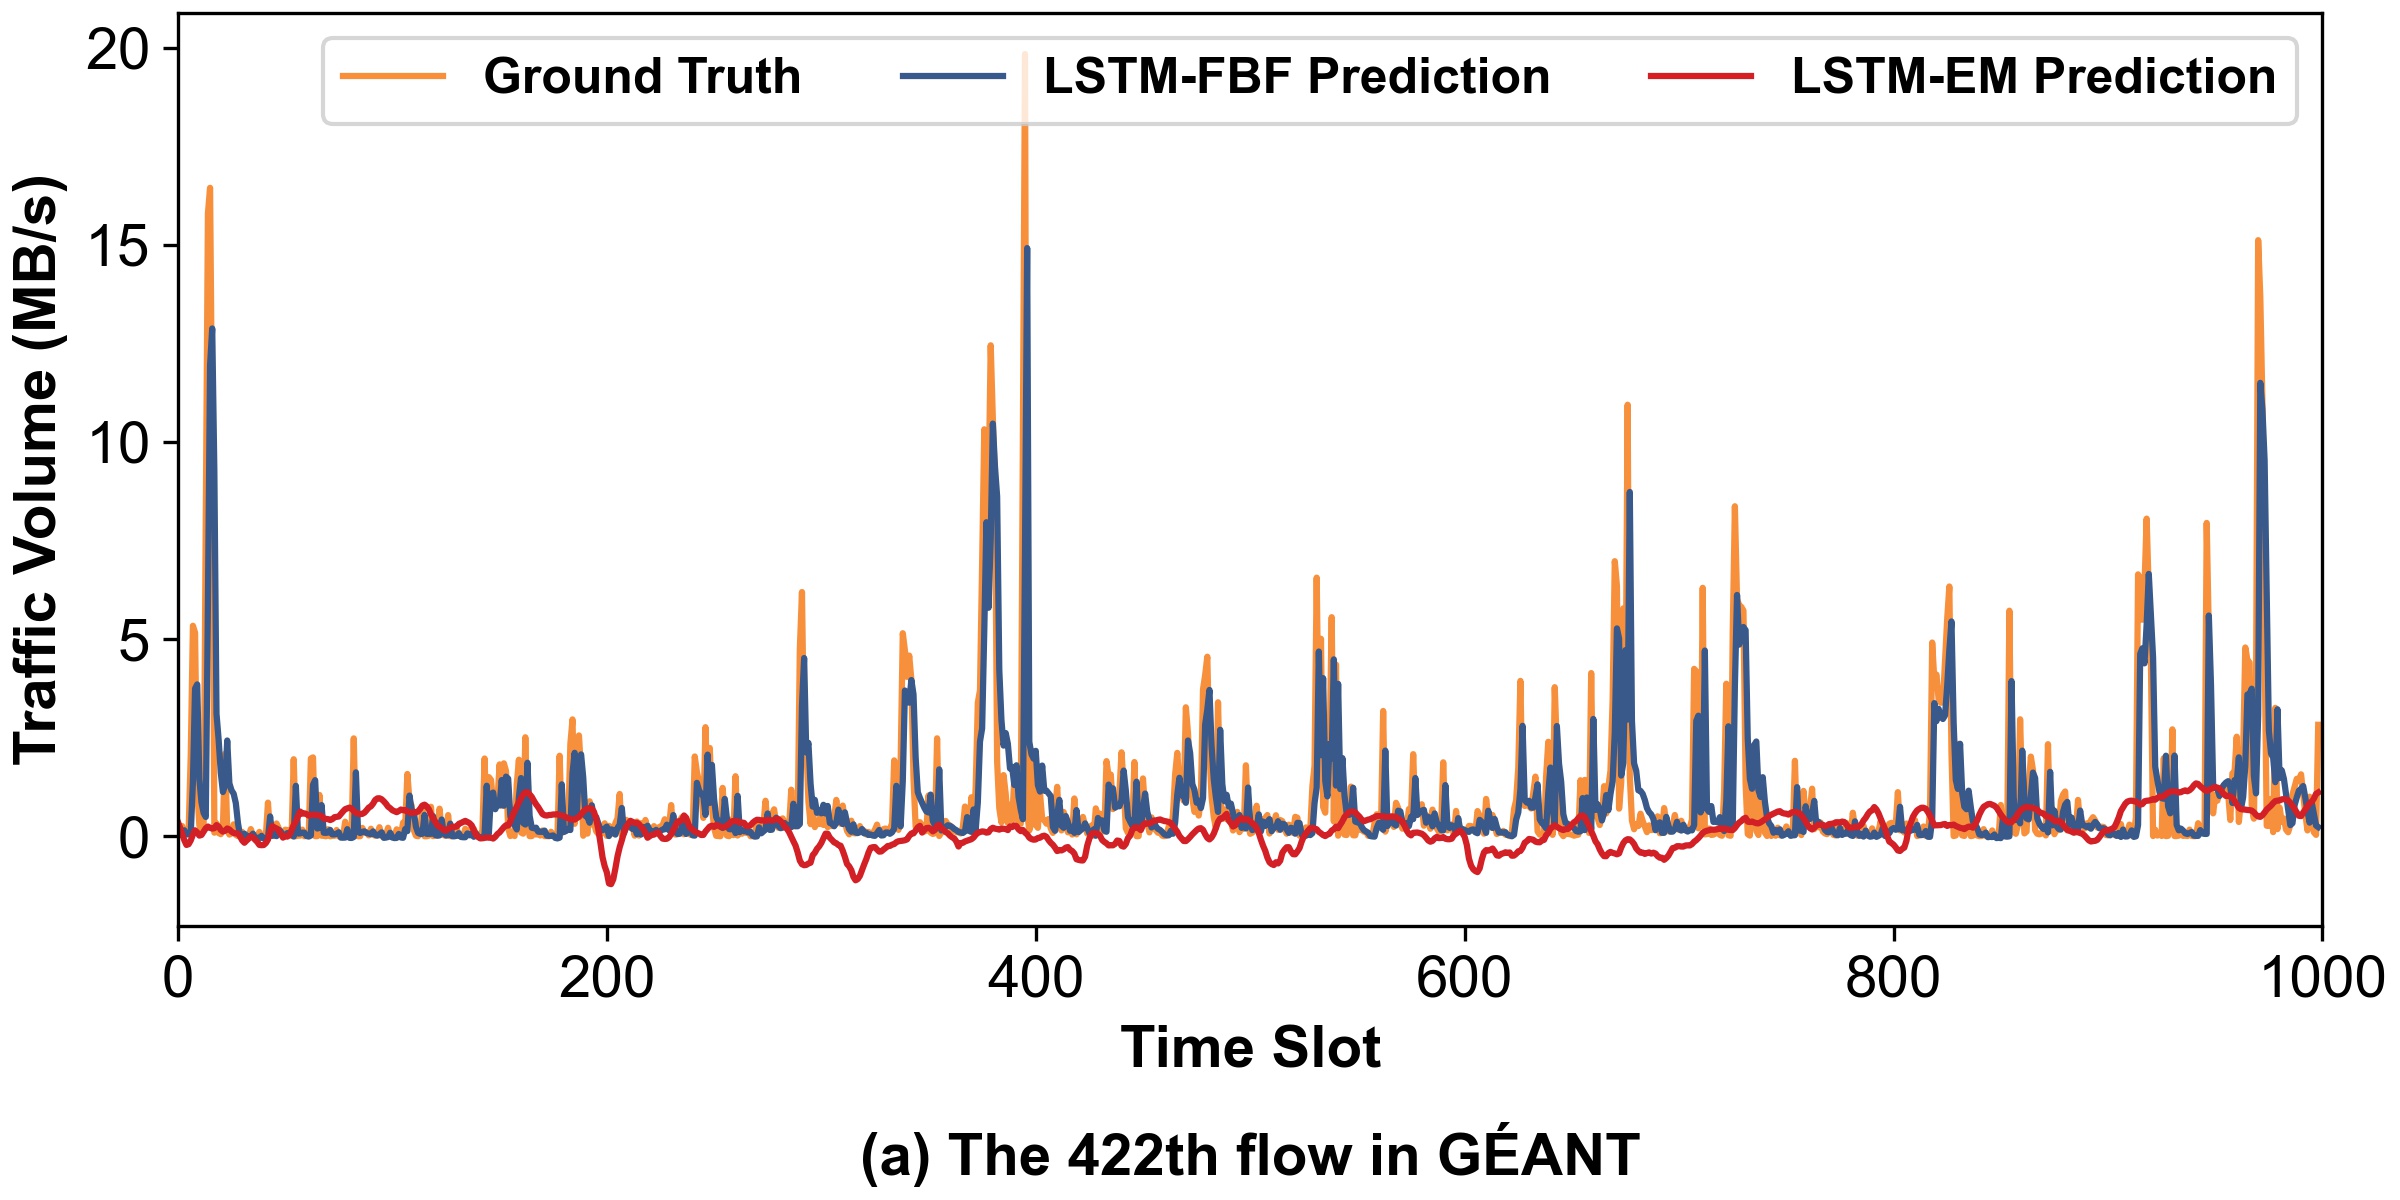 20
15
10
5
0
Traffic Volume (MB/s)
Ground Truth LSTM-FBF Prediction LSTM-EM Prediction
0 200 400 600 800 1000
Time Slot
(a) The 422th flow in GÉANT